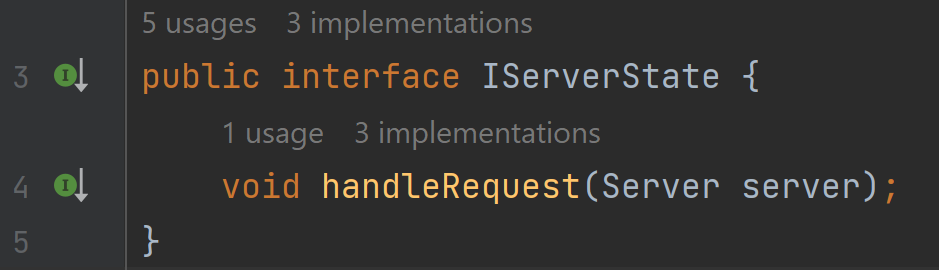 5 usages   3 implementations
3 I public interface IServerState {
1 usage   3 implementations
4 I void handleRequest(Server server);
5 }